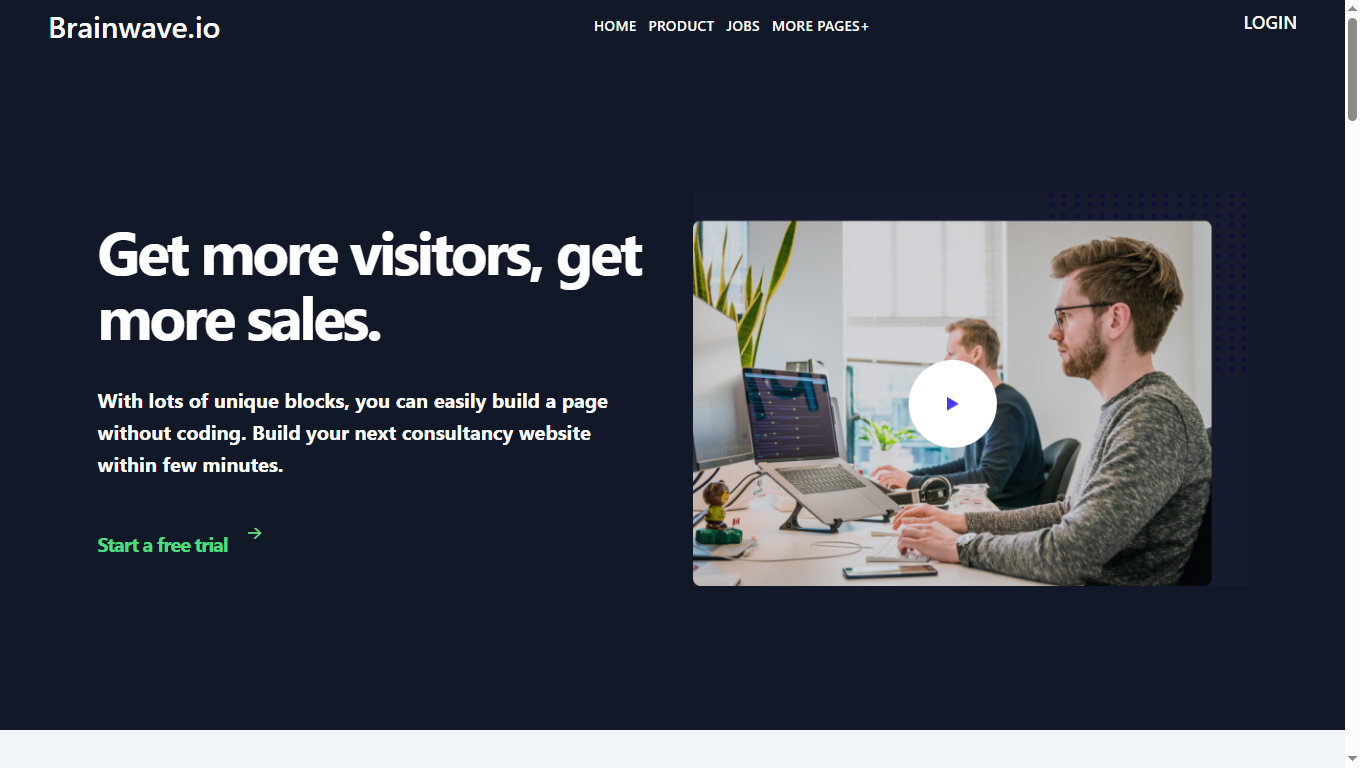 Brainwave.io
HOME PRODUCT JOBS MORE PAGES+
LOGIN
Get more visitors, get
more sales.
With lots of unique blocks, you can easily build a page
without coding. Build your next consultancy website
within few minutes.
Start a free trial